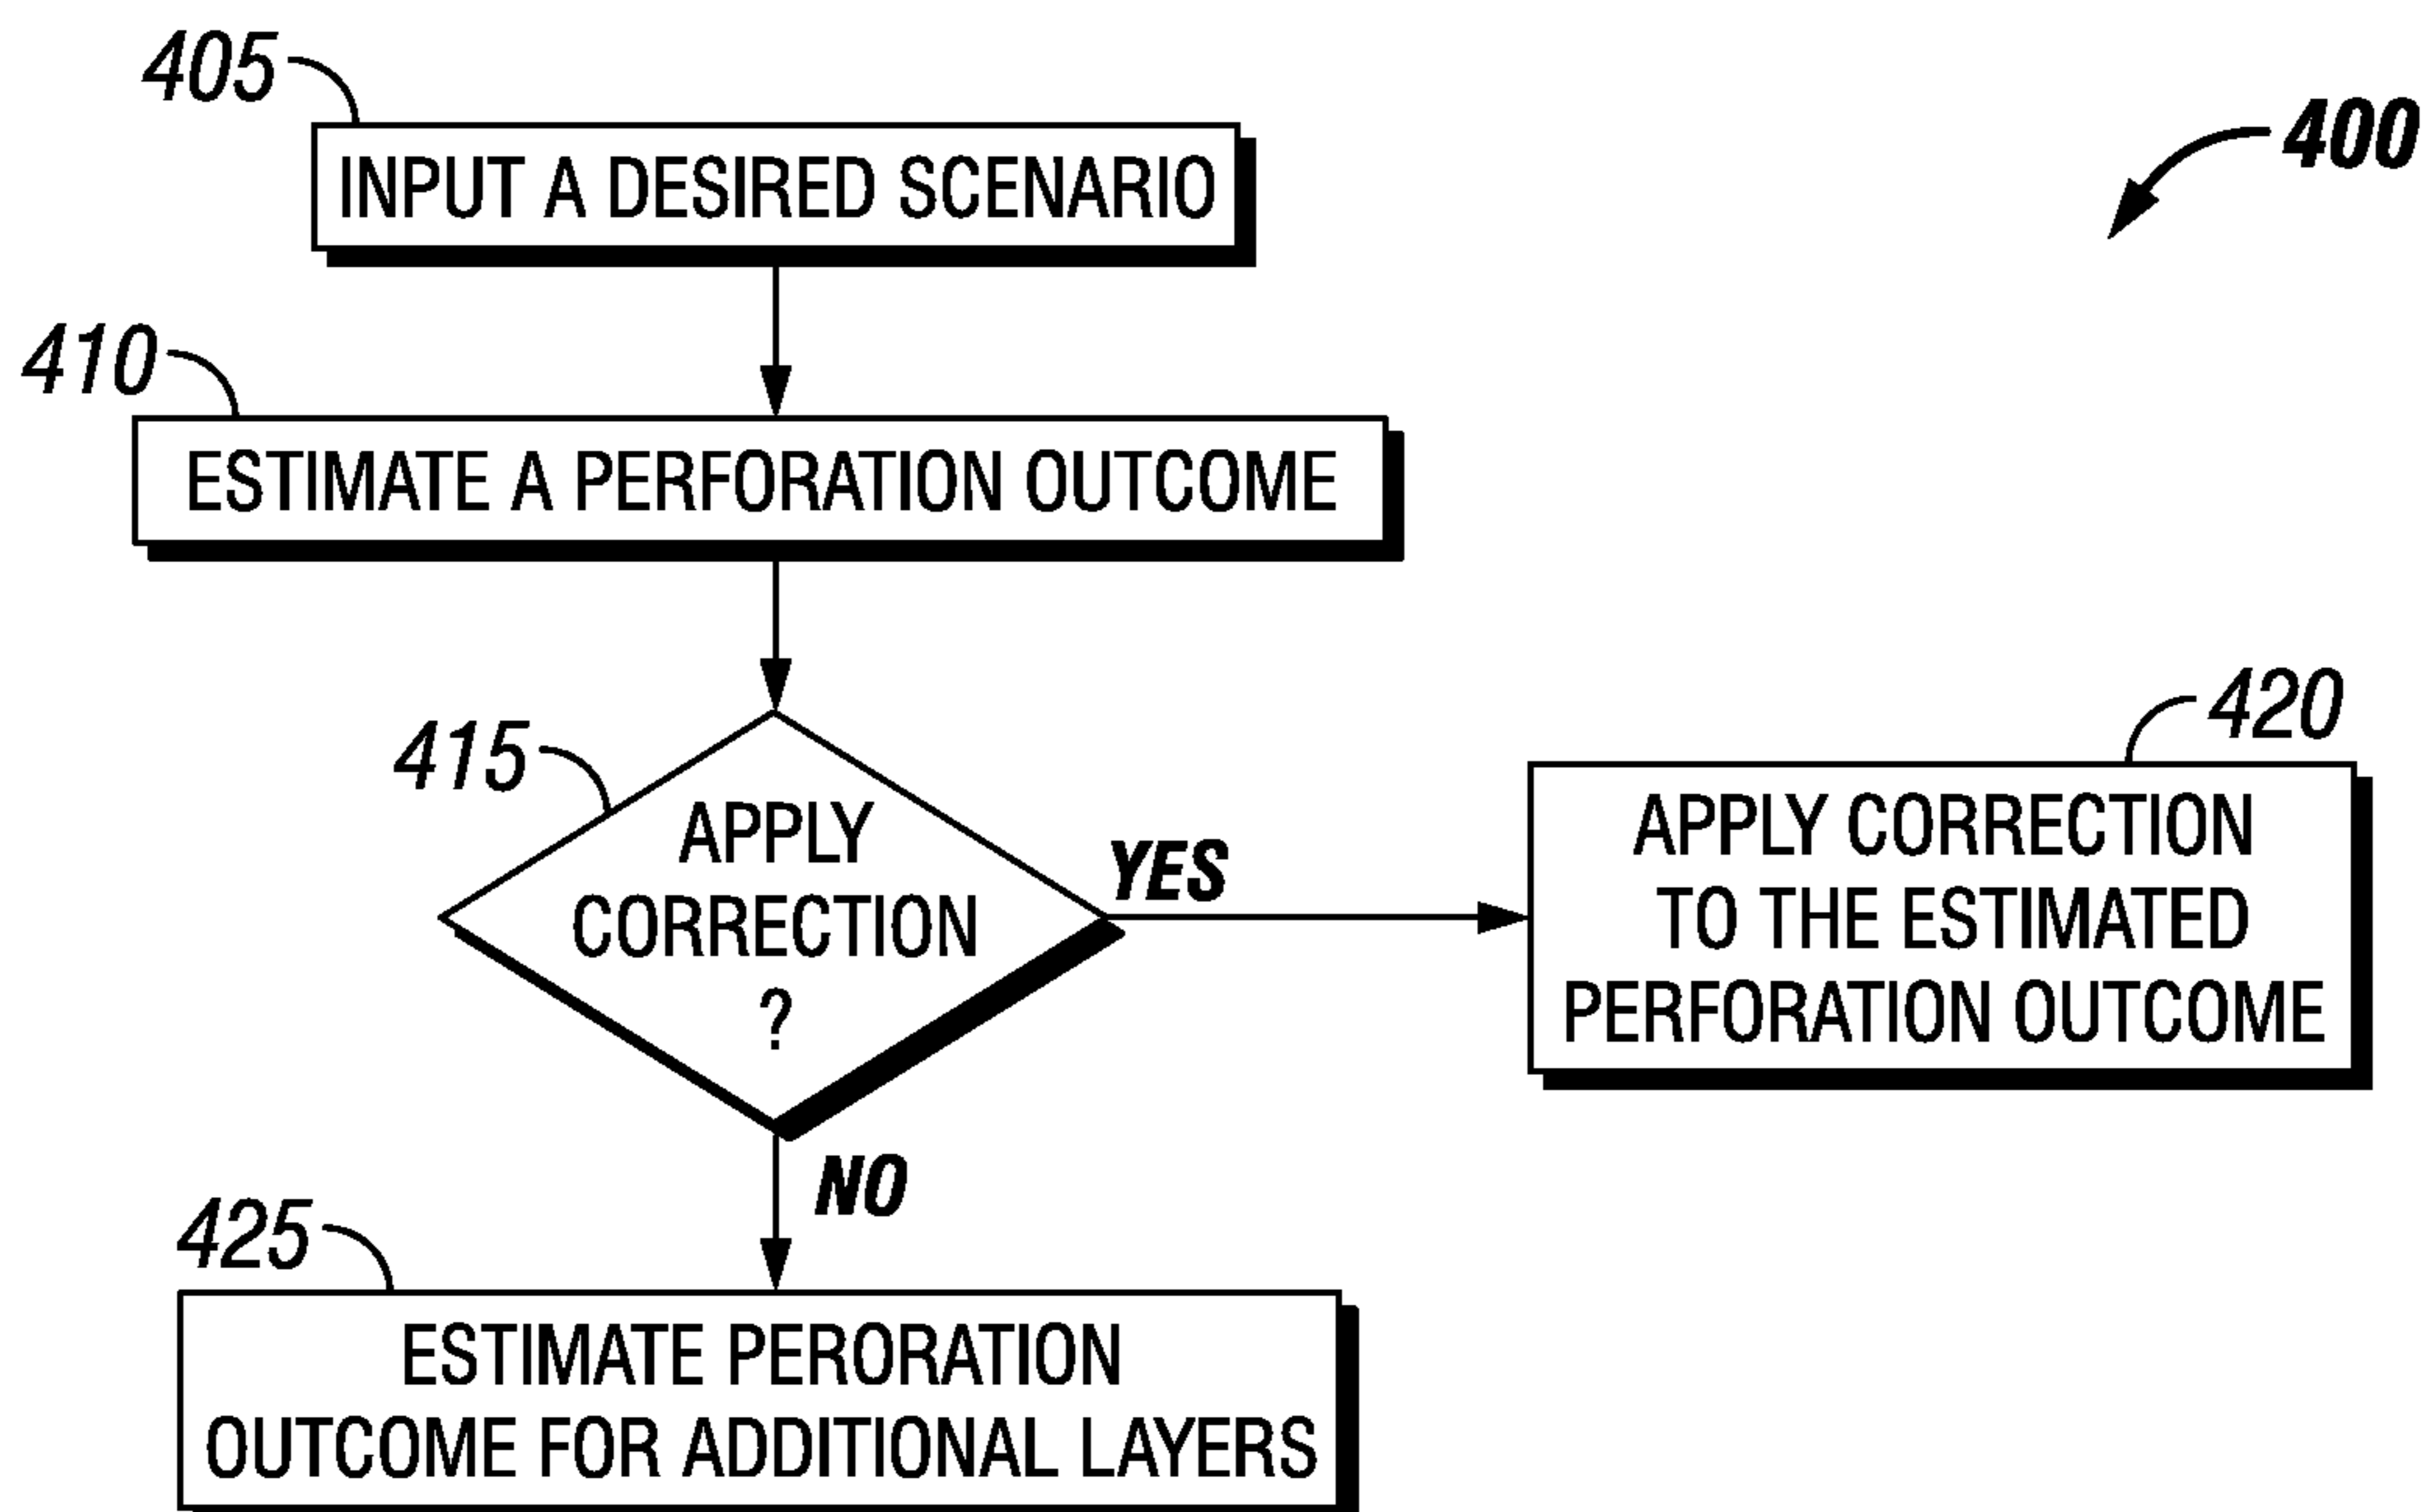 405
INPUT A DESIRED SCENARIO
400
410
ESTIMATE A PERFORATION OUTCOME
415
APPLY
CORRECTION
?
YES
420
APPLY CORRECTION
TO THE ESTIMATED
PERFORATION OUTCOME
NO
425
ESTIMATE PERORATION
OUTCOME FOR ADDITIONAL LAYERS